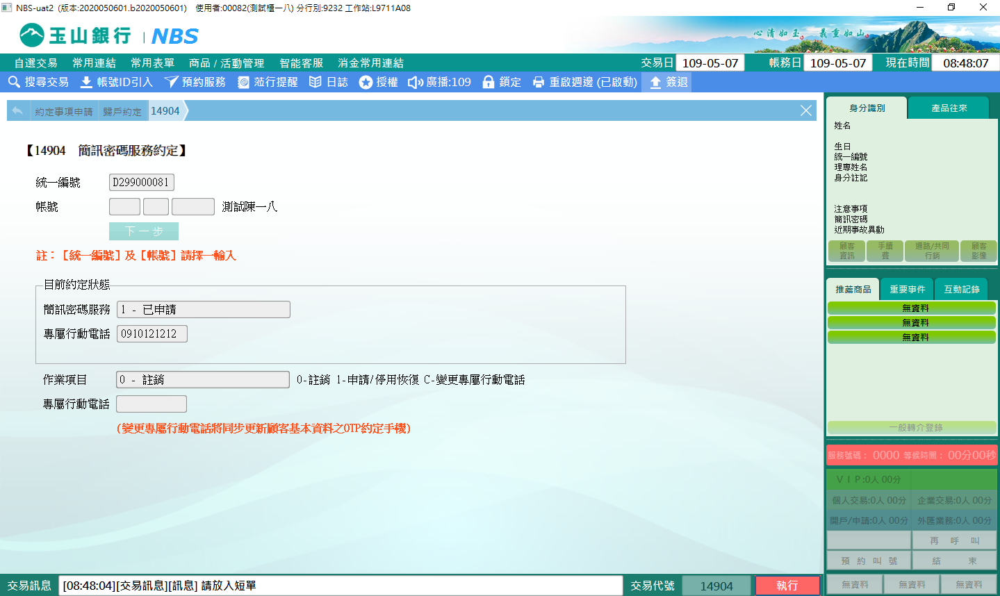 NBS-uat2 (版本:2020050601.b2020050601) 使用者:00082(測試櫃一八) 分行別:9232 工作站:L9711A08
玉山銀行 | NBS
心清如玉。 義重如山。
自選交易 常用連結 常用表單 商品 / 活動管理 智能客服 消金常用連結 交易日 109-05-07 帳務日 109-05-07 現在時間 08:48:07
搜尋交易 帳號ID引入 預約服務 蒞行提醒 日誌 授權 廣播:109 鎖定 重啟週邊 (已啟動) 簽退
約定事項申請 歸戶約定 14904
【14904 簡訊密碼服務約定】
統一編號 D299000081
帳號 測試陳一八
下一步
註：［統一編號］及［帳號］請擇一輸入
目前約定狀態
簡訊密碼服務 1 - 已申請
專屬行動電話 0910121212
作業項目 0 - 註銷 0-註銷 1-申請/停用恢復 C-變更專屬行動電話
專屬行動電話
(變更專屬行動電話將同步更新顧客基本資料之OTP約定手機)
交易訊息 [08:48:04][交易訊息][訊息] 請放入短單 交易代號 14904 執行
身分識別 產品往來
姓名
生日
統一編號
理專姓名
身分註記
注意事項
簡訊密碼
近期事故異動
顧客資訊 手續費 通路/共同行銷 顧客影像
推薦商品 重要事件 互動記錄
無資料
無資料
無資料
一般轉介登錄
服務號碼： 0000 等候時間： 00分00秒
ＶＩＰ:0人 00分
個人交易:0人 00分 企業交易:0人 00分
開戶/申請:0人 00分 外匯業務:0人 00分
再 呼 叫
預 約 叫 號 結 束
無資料 無資料 無資料